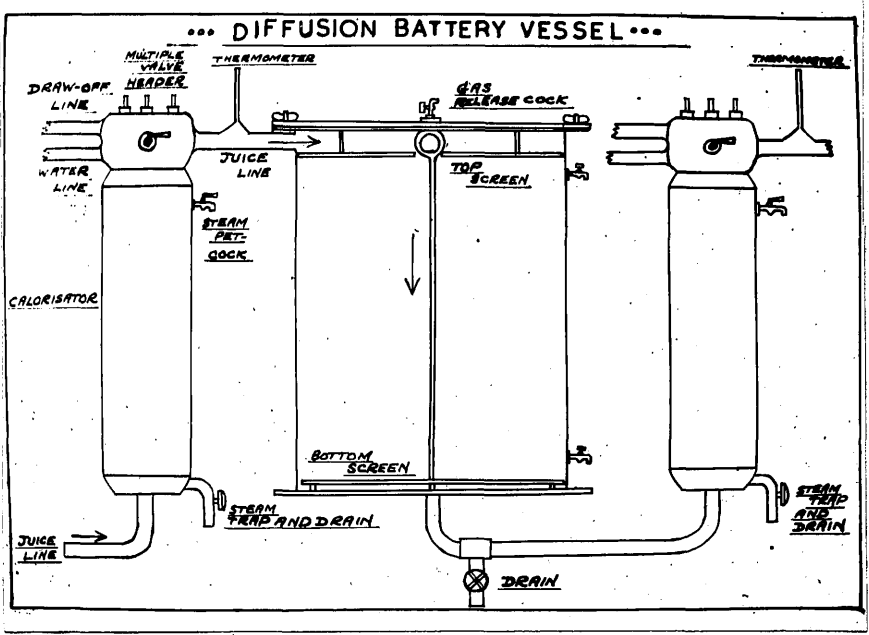 ••• DIFFUSION BATTERY VESSEL •••
MULTIPLE
VALVE
HEADER
THERMOMETER
DRAW-OFF
LINE
GAS
RELEASE COCK
THERMOMETER
JUICE
LINE
TOP
SCREEN
WATER
LINE
STEAM
PET-
COCK
CALORISATOR
BOTTOM
SCREEN
STEAM
TRAP AND DRAIN
STEAM
TRAP
AND
DRAIN
JUICE
LINE
DRAIN